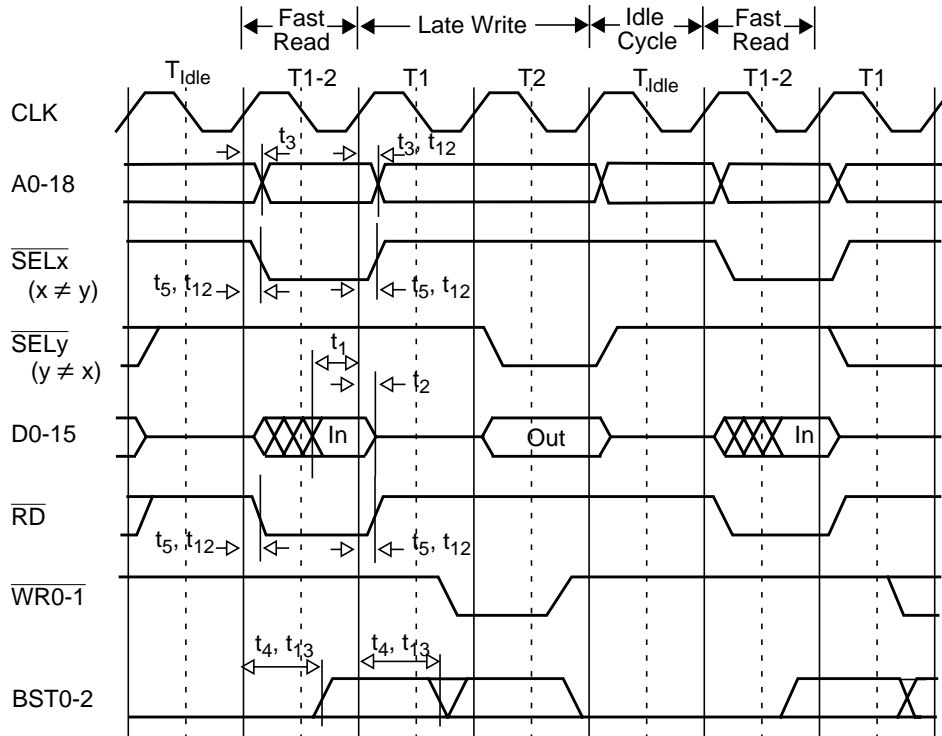 Fast Read
Late Write
Idle Cycle
Fast Read
TIdle
T1-2
T1
T2
TIdle
T1-2
T1
CLK
t3
t3, t12
A0-18
SELx
(x ≠ y)
t5, t12
t5, t12
SELy
(y ≠ x)
t1
t2
D0-15
In
Out
In
RD
t5, t12
t5, t12
WR0-1
t4, t13
t4, t13
BST0-2